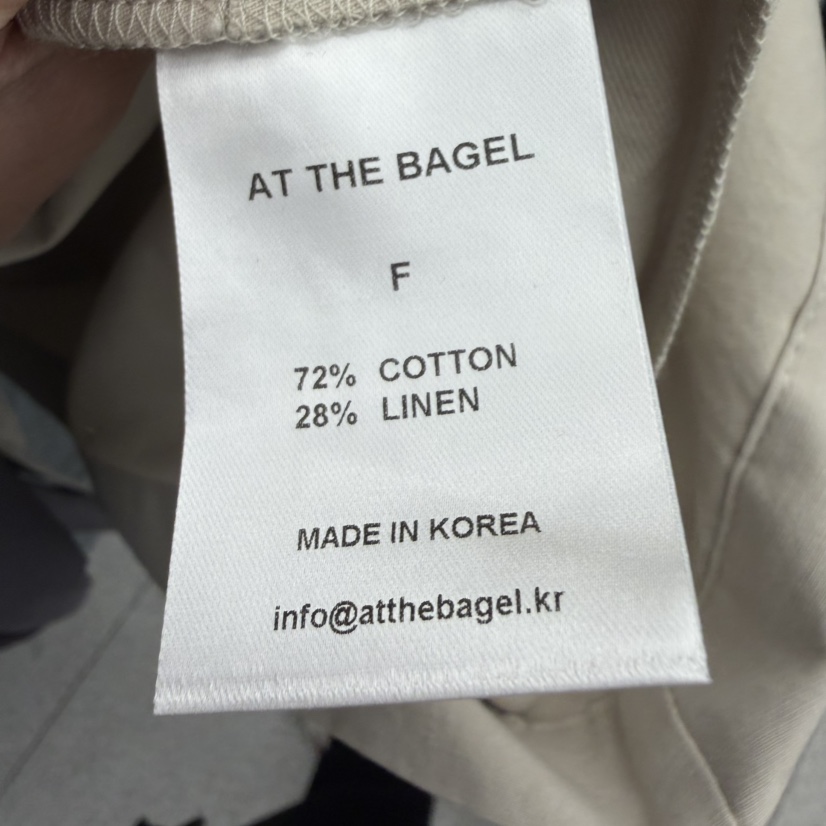 AT THE BAGEL
F
72% COTTON
28% LINEN
MADE IN KOREA
info@atthebagel.kr